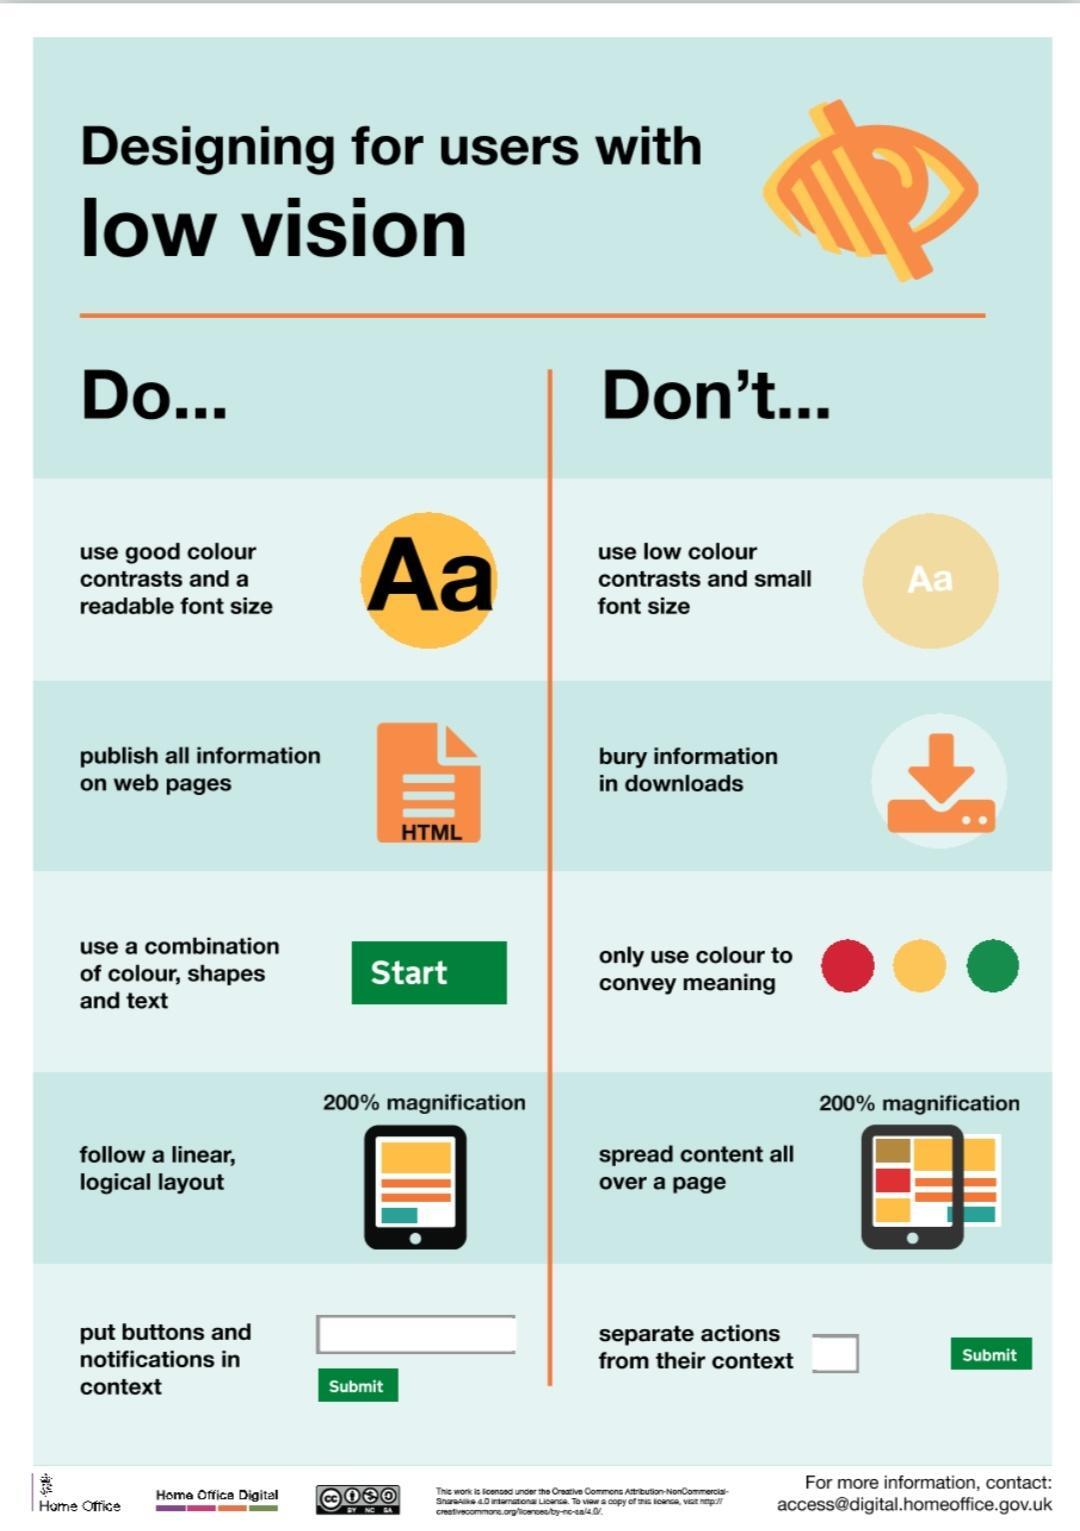 Designing for users with
low vision
Do...
Don't...
use good colour
contrasts and a
readable font size
Aa
use low colour
contrasts and small
font size
Aa
publish all information
on web pages
HTML
bury information
in downloads
use a combination
of colour, shapes
and text
Start
only use colour to
convey meaning
follow a linear,
logical layout
200% magnification
spread content all
over a page
200% magnification
put buttons and
notifications in
context
Submit
separate actions
from their context
Submit
Home Office
Home Office Digital
cc
BY NC SA
This work is licensed under the Creative Commons Attribution-NonCommercial-
ShareAlike 4.0 International License. To view a copy of this license, visit http://
creativecommons.org/licenses/by-nc-sa/4.0/.
For more information, contact:
access@digital.homeoffice.gov.uk